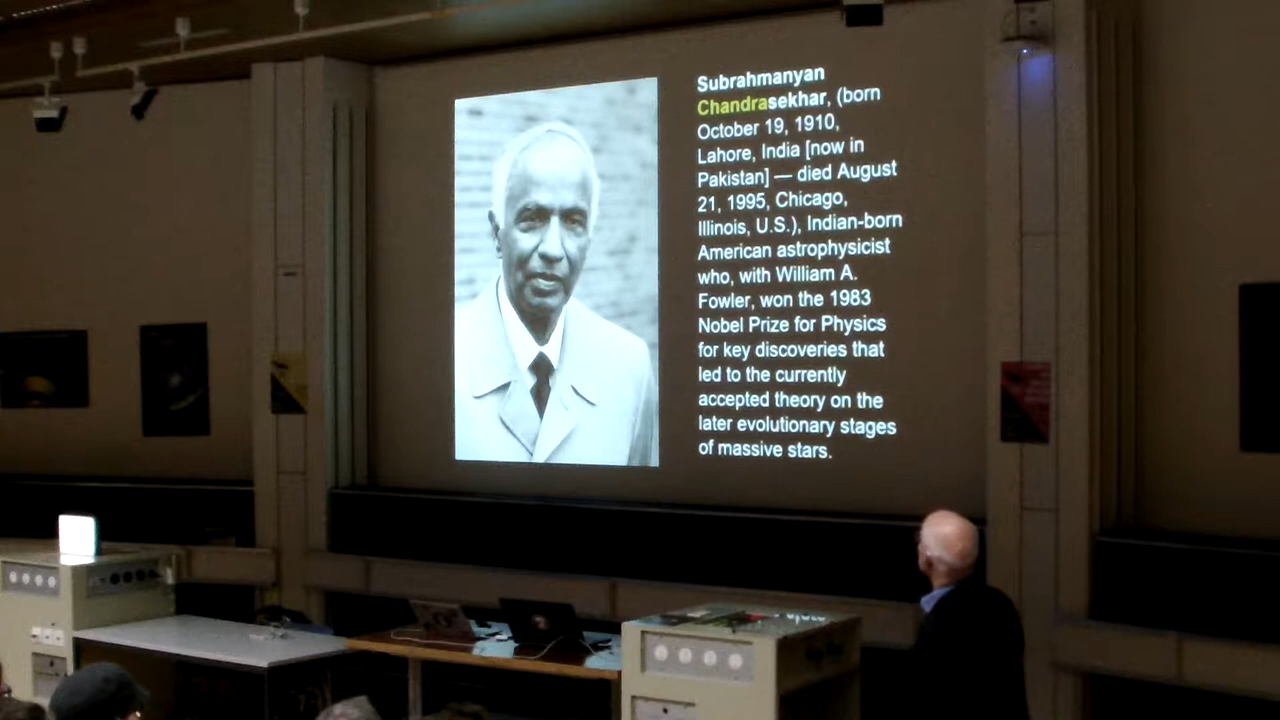 Subrahmanyan
Chandrasekhar, (born
October 19, 1910,
Lahore, India [now in
Pakistan] — died August
21, 1995, Chicago,
Illinois, U.S.), Indian-born
American astrophysicist
who, with William A.
Fowler, won the 1983
Nobel Prize for Physics
for key discoveries that
led to the currently
accepted theory on the
later evolutionary stages
of massive stars.